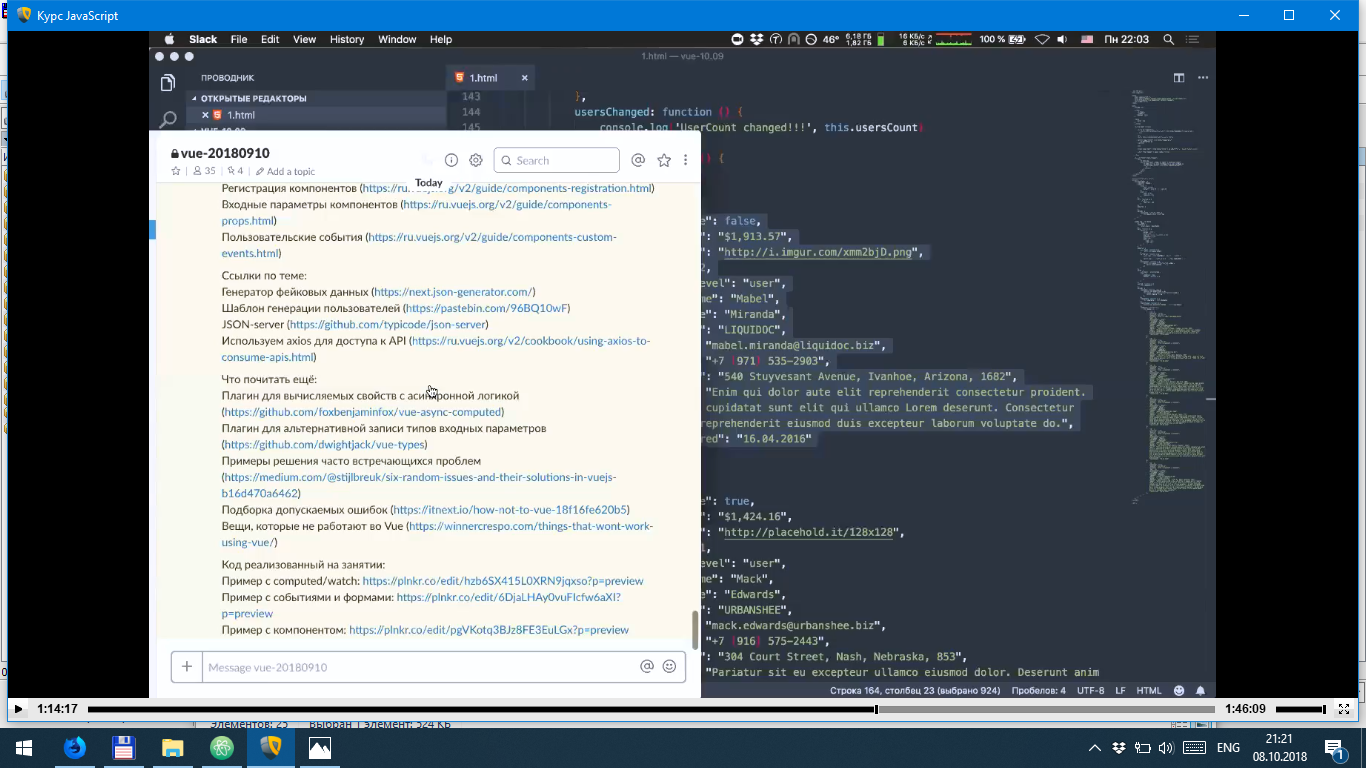 Курс JavaScript
Slack File Edit View History Window Help
46° 6,18 ГБ 1,82 ГБ 16 КБ/с 6 КБ/с 100 % Пн 22:03
1.html — vue-10.09
ПРОВОДНИК
1.html
ОТКРЫТЫЕ РЕДАКТОРЫ
1.html
143 },
144 usersChanged: function () {
145 console.log 'UserCount changed!!!', this.usersCount)
) {
vue-20180910
35 4 Add a topic
Search
Today
Регистрация компонентов (https://ru.vuejs.org/v2/guide/components-registration.html)
Входные параметры компонентов (https://ru.vuejs.org/v2/guide/components-
props.html)
Пользовательские события (https://ru.vuejs.org/v2/guide/components-custom-
events.html)
Ссылки по теме:
Генератор фейковых данных (https://next.json-generator.com/)
Шаблон генерации пользователей (https://pastebin.com/96BQ10wF)
JSON-server (https://github.com/typicode/json-server)
Используем axios для доступа к API (https://ru.vuejs.org/v2/cookbook/using-axios-to-
consume-apis.html)
Что почитать ещё:
Плагин для вычисляемых свойств с асинхронной логикой
(https://github.com/foxbenjaminfox/vue-async-computed)
Плагин для альтернативной записи типов входных параметров
(https://github.com/dwightjack/vue-types)
Примеры решения часто встречающихся проблем
(https://medium.com/@stijlbreuk/six-random-issues-and-their-solutions-in-vuejs-
b16d470a6462)
Подборка допускаемых ошибок (https://itnext.io/how-not-to-vue-18f16fe620b5)
Вещи, которые не работают во Vue (https://winnercrespo.com/things-that-wont-work-
using-vue/)
Код реализованный на занятии:
Пример с computed/watch: https://plnkr.co/edit/hzb6SX415L0XRN9jqxso?p=preview
Пример с событиями и формами: https://plnkr.co/edit/6DjaLHAy0vuFIcfw6aXI?
p=preview
Пример с компонентом: https://plnkr.co/edit/pgVKotq3BJz8FE3EuLGx?p=preview
Message vue-20180910
e": false,
: "$1,913.57",
: "http://i.imgur.com/xmm2bjD.png",
2,
evel": "user"
me": "Mabel",
: "Miranda"
: "LIQUIDOC",
"mabel.miranda@liquidoc.biz",
"+7 (971) 535-2903",
: "540 Stuyvesant Avenue, Ivanhoe, Arizona, 1682",
"Enim qui dolor aute elit reprehenderit consectetur proident.
cupidatat sunt elit qui ullamco Lorem deserunt. Consectetur
reprehenderit eiusmod duis excepteur laborum voluptate do.",
red": "16.04.2016"
e": true,
: "$1,424.16",
: "http://placehold.it/128x128",
1,
evel": "user"
me": "Mack",
: "Edwards"
: "URBANSHEE"
"mack.edwards@urbanshee.biz"
"+7 (916) 575-2443"
: "304 Court Street, Nash, Nebraska, 853",
"Pariatur sit eu excepteur ullamco eiusmod dolor. Deserunt anim
Строка 164, столбец 23 (выбрано 924) Пробелов: 4 UTF-8 LF HTML
1:14:17 1:46:09
Элементов: 25 Выбран 1 элемент: 524 КБ
ENG 21:21
08.10.2018
1